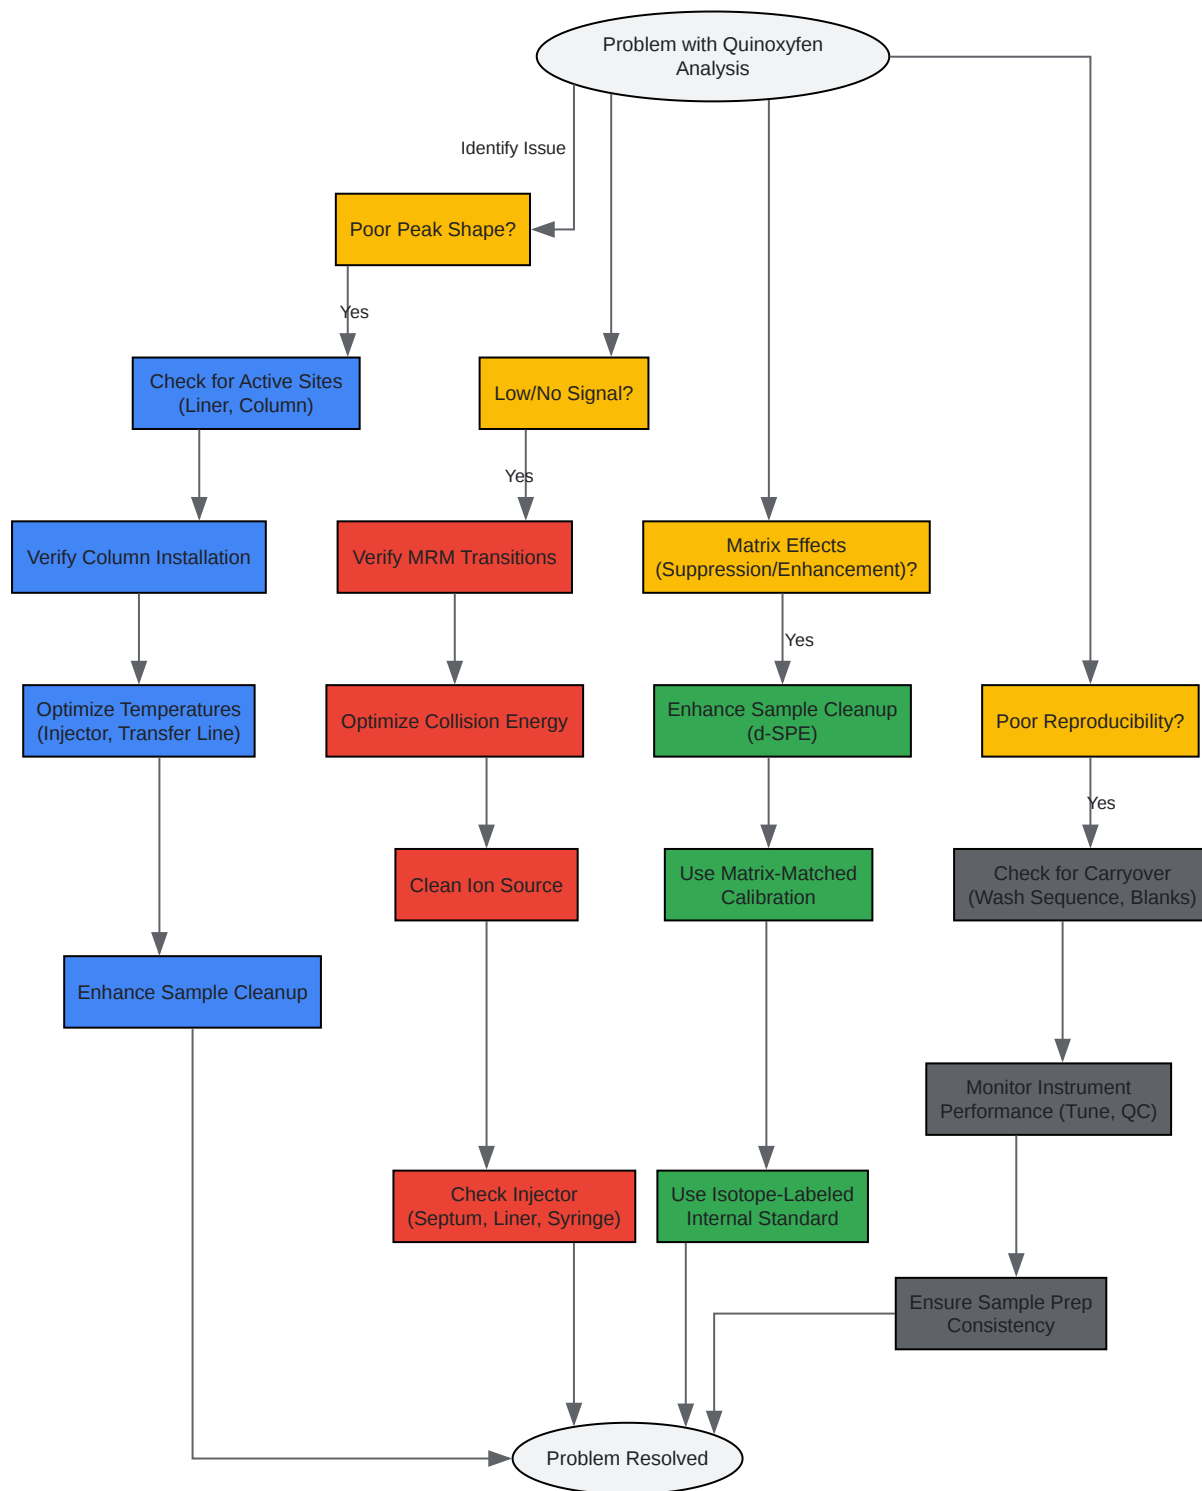 Problem with Quinoxyfen
Analysis
Identify Issue
Poor Peak Shape?
Yes
Check for Active Sites
(Liner, Column)
Low/No Signal?
Yes
Verify Column Installation
Verify MRM Transitions
Matrix Effects
(Suppression/Enhancement)?
Yes
Optimize Temperatures
(Injector, Transfer Line)
Optimize Collision Energy
Enhance Sample Cleanup
(d-SPE)
Poor Reproducibility?
Yes
Clean Ion Source
Use Matrix-Matched
Calibration
Check for Carryover
(Wash Sequence, Blanks)
Enhance Sample Cleanup
Monitor Instrument
Performance (Tune, QC)
Check Injector
(Septum, Liner, Syringe)
Use Isotope-Labeled
Internal Standard
Ensure Sample Prep
Consistency
Problem Resolved